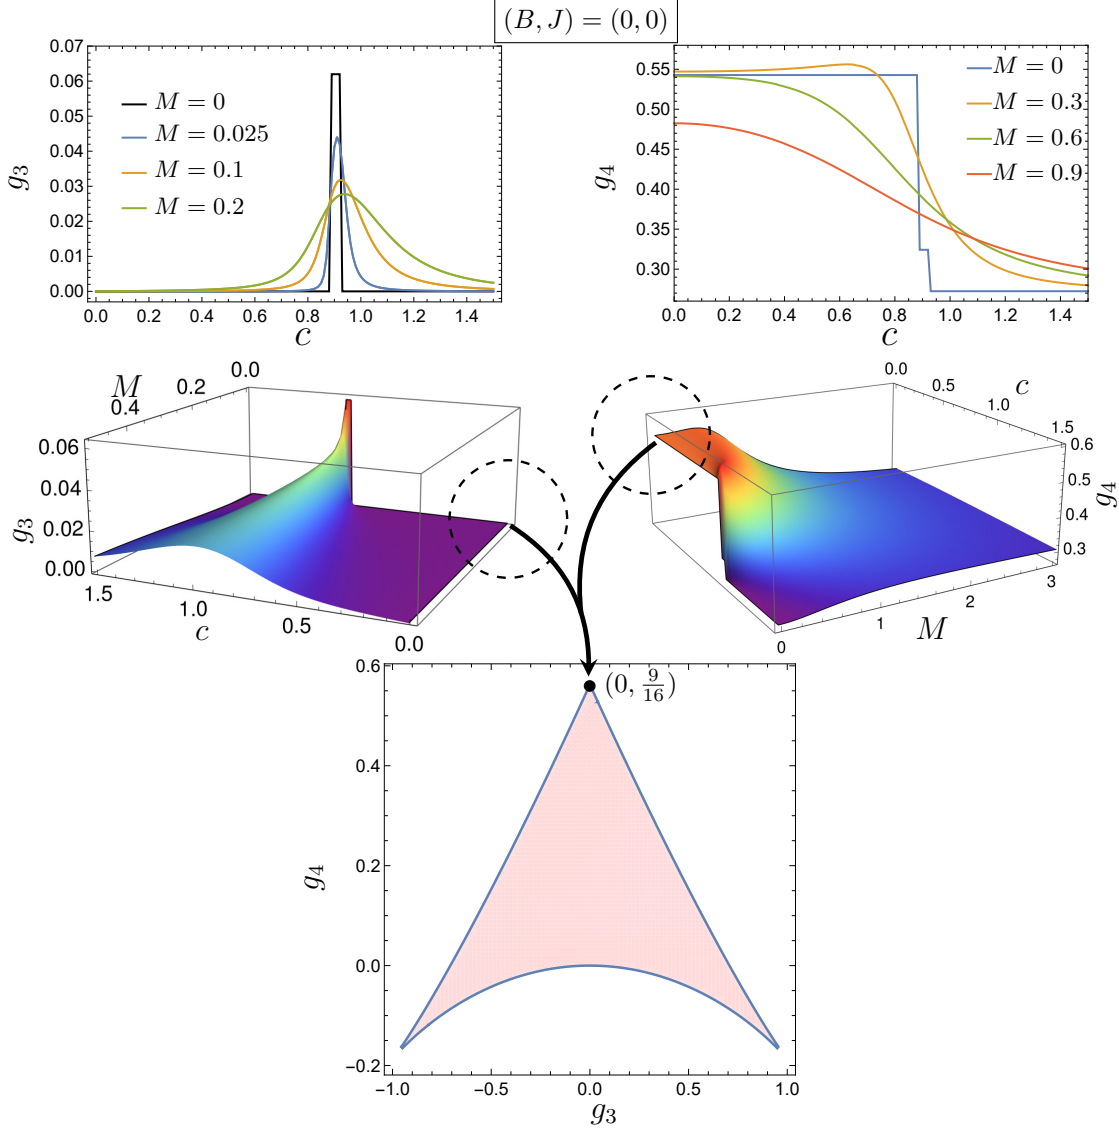 (B, J) = (0, 0)
0.07
0.06
0.05
0.04
0.03
0.02
0.01
0.00
g₃
M = 0
M = 0.025
M = 0.1
M = 0.2
0.0 0.2 0.4 0.6 0.8 1.0 1.2 1.4
c
0.55
0.50
0.45
0.40
0.35
0.30
g₄
M = 0
M = 0.3
M = 0.6
M = 0.9
0.0 0.2 0.4 0.6 0.8 1.0 1.2 1.4
c
M
0.0
0.2
0.4
0.06
0.04
0.02
0.00
g₃
1.5
1.0
0.5
0.0
c
0.0
0.5
1.0
1.5
c
0.6
0.5
0.4
0.3
g₄
0
1
2
3
M
(0, 9/16)
0.6
0.4
0.2
0.0
−0.2
g₄
−1.0 −0.5 0.0 0.5 1.0
g₃